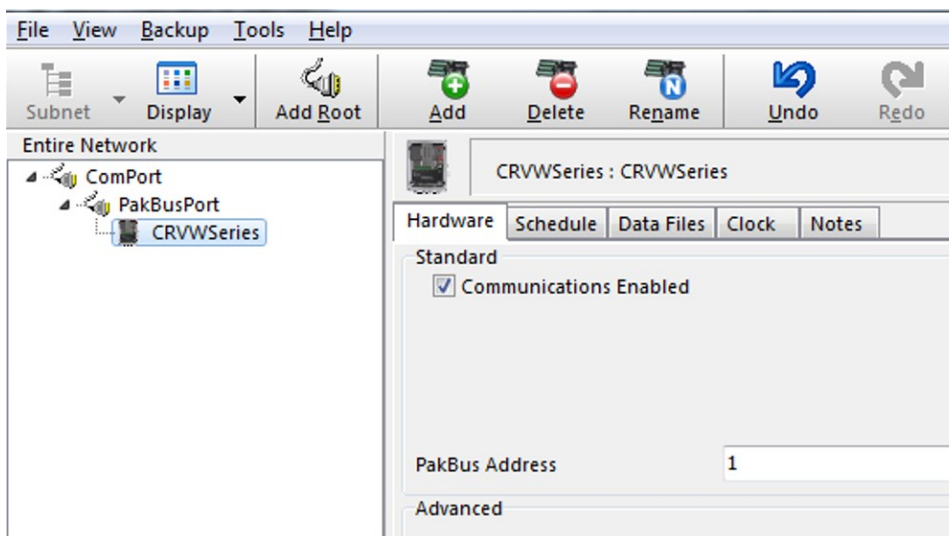 File View Backup Tools Help
Subnet Display Add Root Add Delete Rename Undo Redo
Entire Network
ComPort
PakBusPort
CRVWSeries
CRVWSeries : CRVWSeries
Hardware Schedule Data Files Clock Notes
Standard
Communications Enabled
PakBus Address 1
Advanced